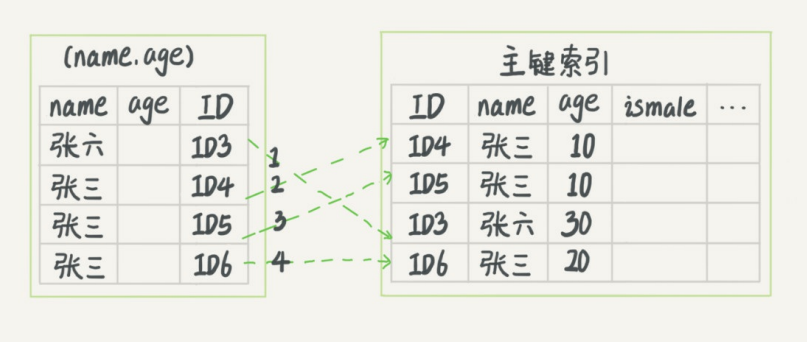 (name.age)
name age ID
张六 ID3
张三 ID4
张三 ID5
张三 ID6
1
2
3
4
主键索引
ID name age ismale ...
ID4 张三 10
ID5 张三 10
ID3 张六 30
ID6 张三 20